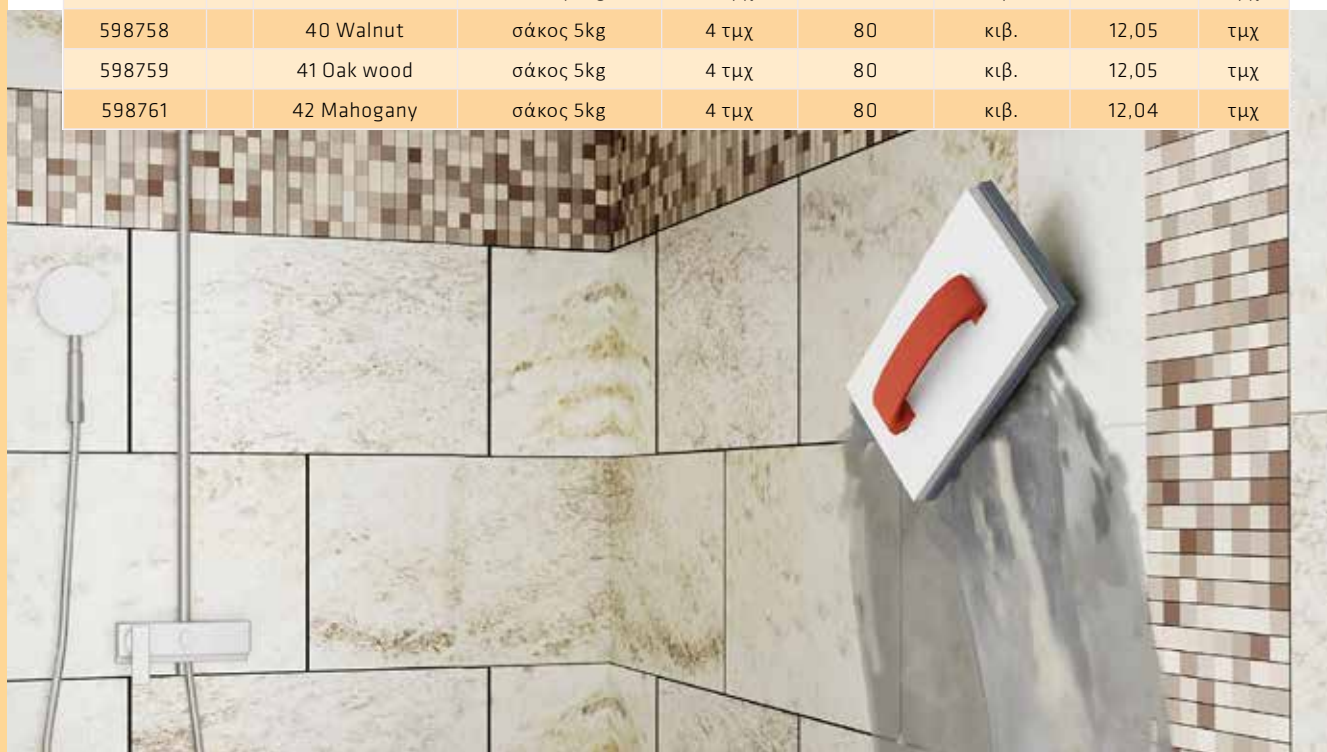 598758 40 Walnut σάκος 5kg 4 τμχ 80 κιβ. 12,05 τμχ
598759 41 Oak wood σάκος 5kg 4 τμχ 80 κιβ. 12,05 τμχ
598761 42 Mahogany σάκος 5kg 4 τμχ 80 κιβ. 12,04 τμχ